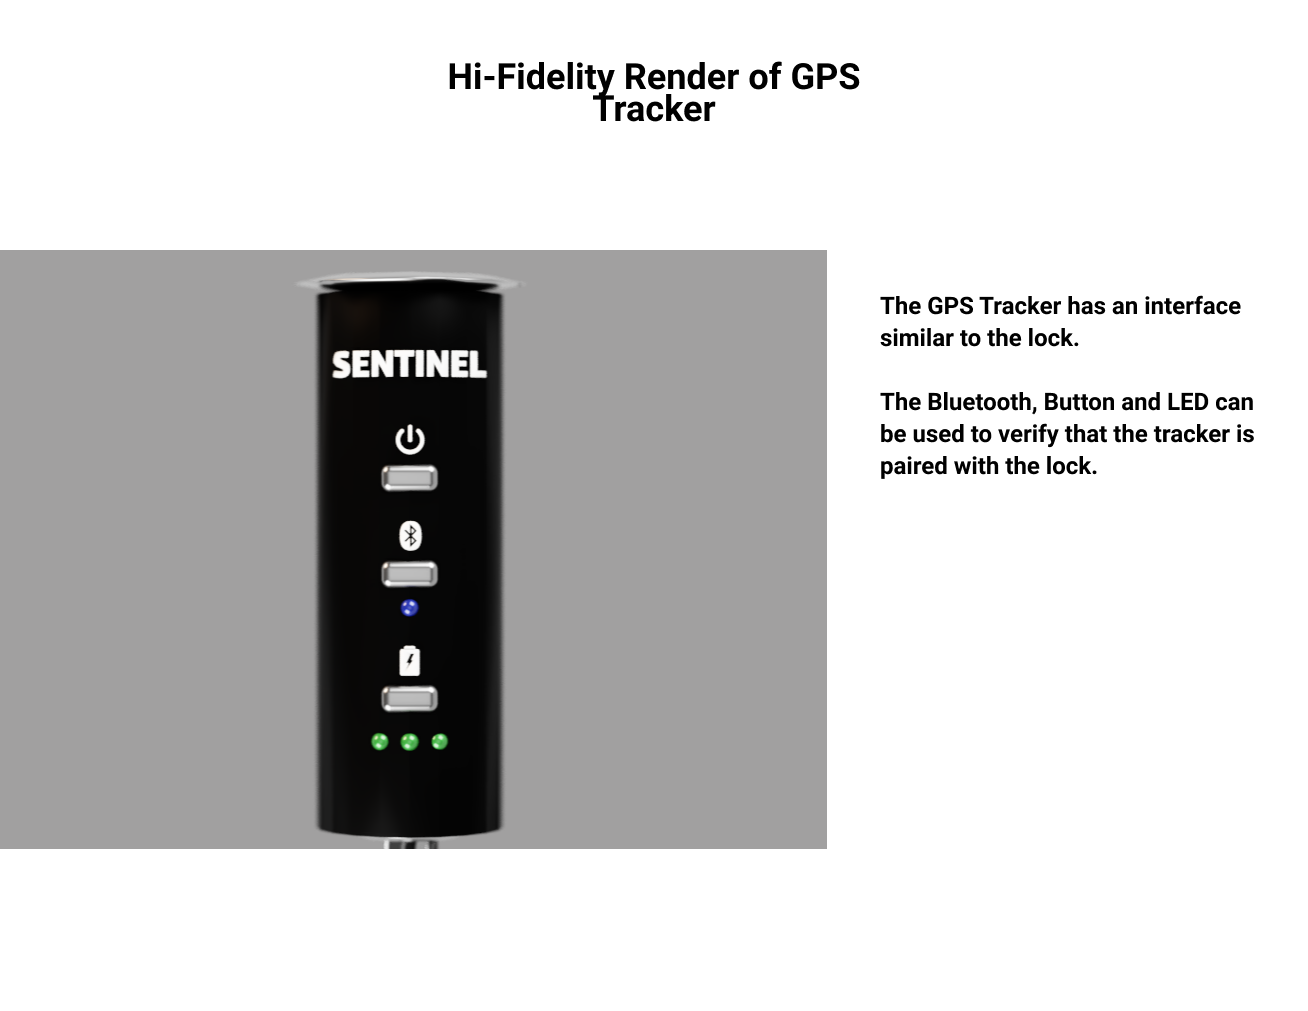 Hi-Fidelity Render of GPS
Tracker
SENTINEL
The GPS Tracker has an interface
similar to the lock.
The Bluetooth, Button and LED can
be used to verify that the tracker is
paired with the lock.